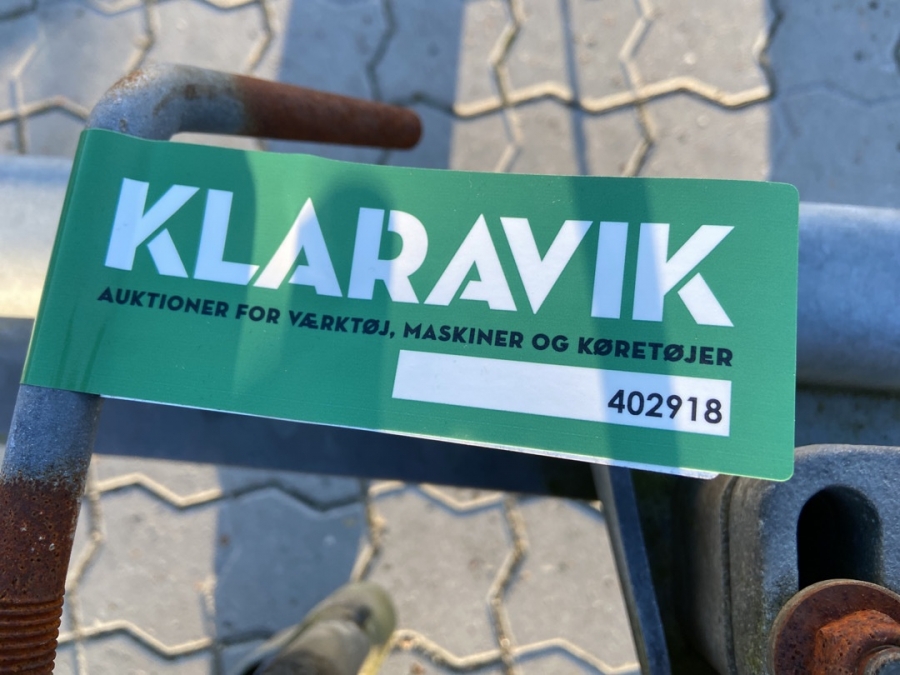 KLARAVIK
AUKTIONER FOR VÆRKTØJ, MASKINER OG KØRETØJER
402918